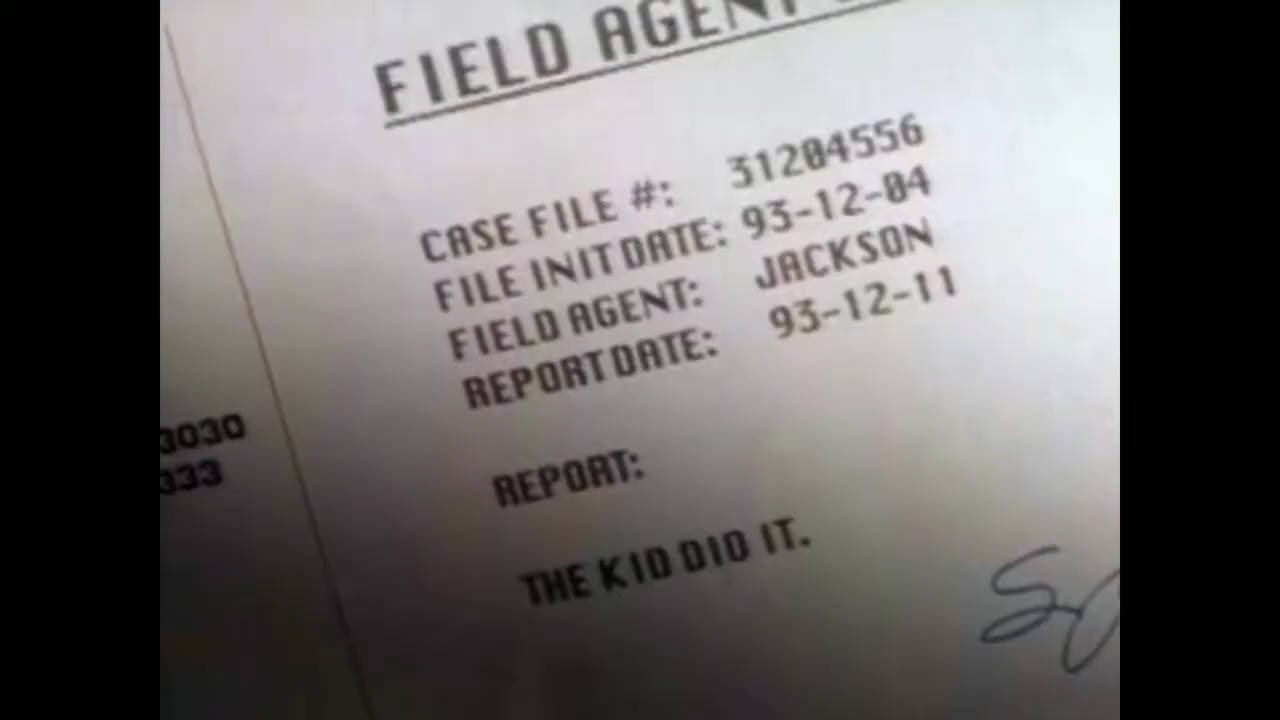 FIELD AGENT
CASE FILE #: 31204556
FILE INIT DATE: 93-12-04
FIELD AGENT: JACKSON
REPORT DATE: 93-12-11
3030
333
REPORT:
THE KID DID IT.